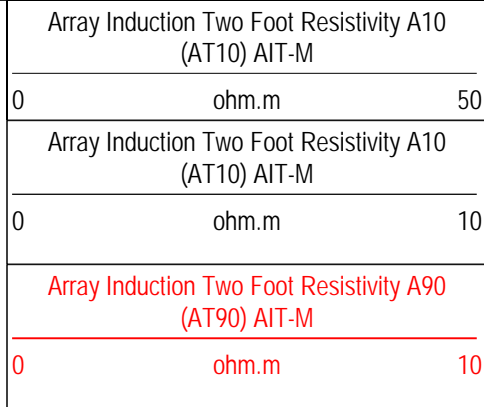 Array Induction Two Foot Resistivity A10
(AT10) AIT-M
0 ohm.m 50
Array Induction Two Foot Resistivity A10
(AT10) AIT-M
0 ohm.m 10
Array Induction Two Foot Resistivity A90
(AT90) AIT-M
0 ohm.m 10